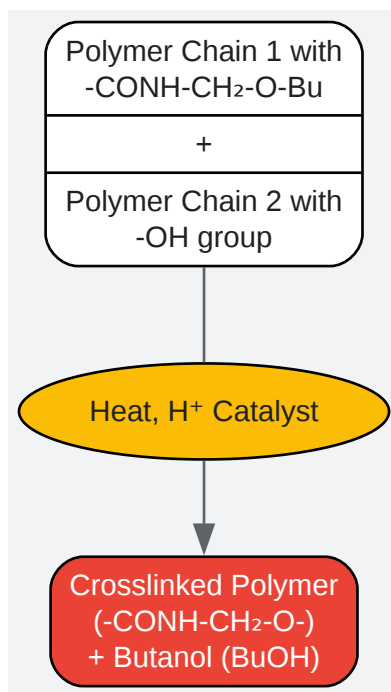 Polymer Chain 1 with
-CONH-CH₂-O-Bu
+
Polymer Chain 2 with
-OH group
Heat, H⁺ Catalyst
Crosslinked Polymer
(-CONH-CH₂-O-)
+ Butanol (BuOH)